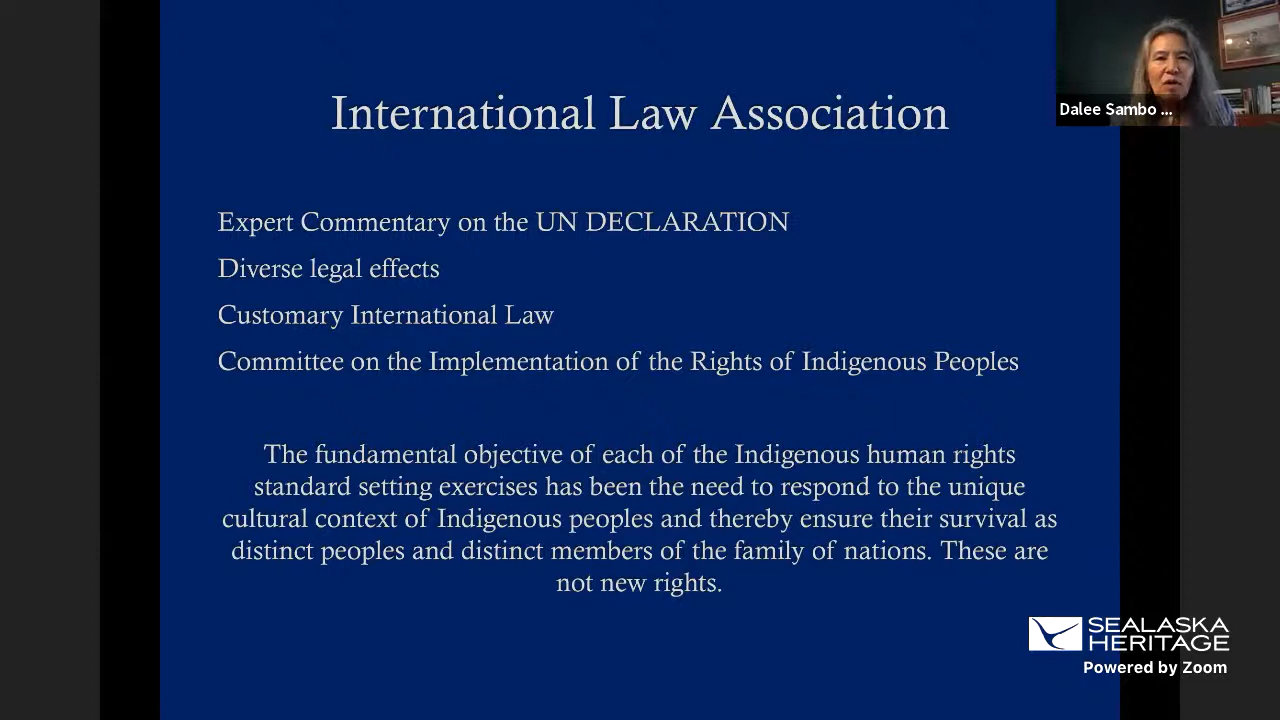 International Law Association
Dalee Sambo ...
Expert Commentary on the UN DECLARATION
Diverse legal effects
Customary International Law
Committee on the Implementation of the Rights of Indigenous Peoples
The fundamental objective of each of the Indigenous human rights
standard setting exercises has been the need to respond to the unique
cultural context of Indigenous peoples and thereby ensure their survival as
distinct peoples and distinct members of the family of nations. These are
not new rights.
SEALASKA
HERITAGE
Powered by Zoom